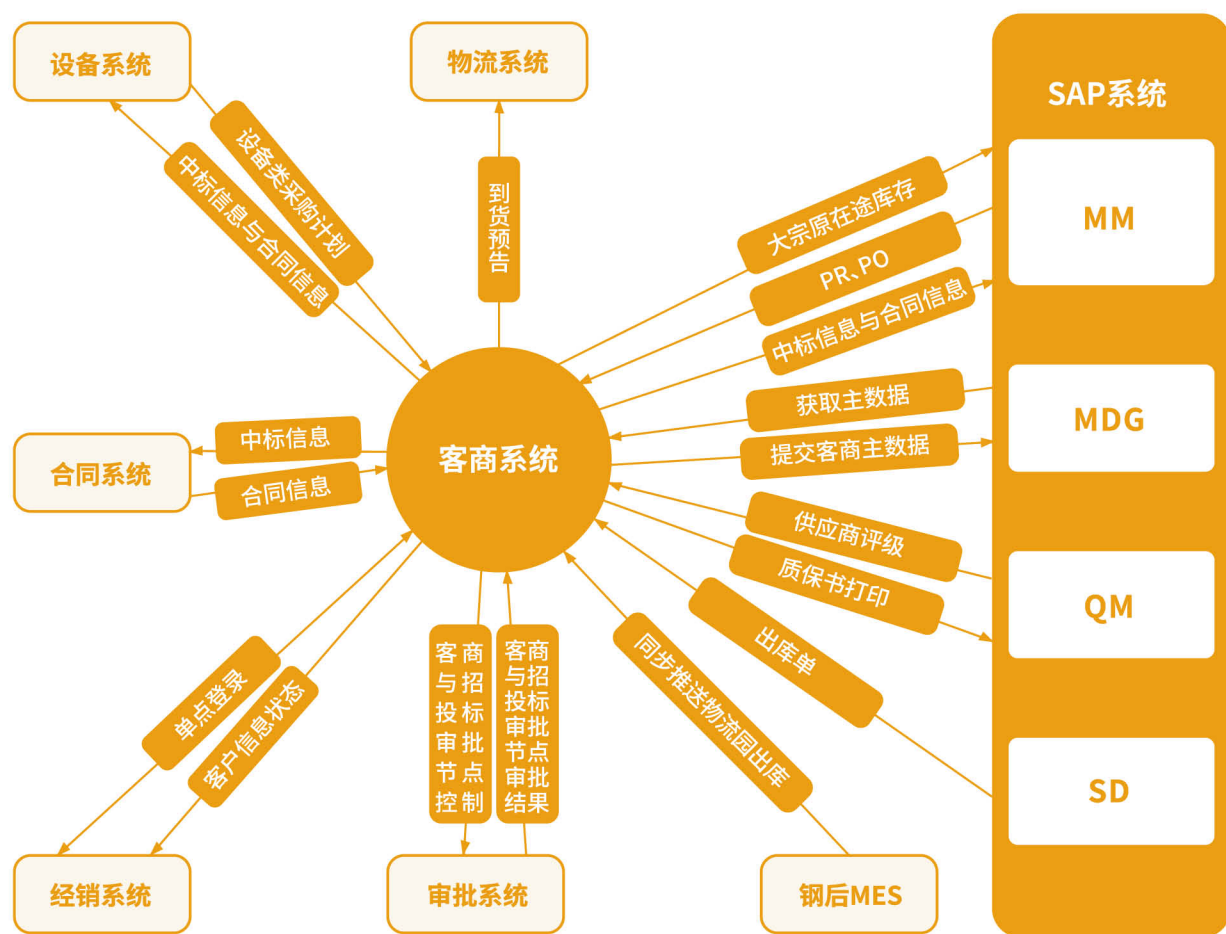 设备系统
物流系统
SAP系统
设备类采购计划
中标信息与合同信息
到货预告
大宗原在途库存
PR、PO
中标信息与合同信息
MM
获取主数据
提交客商主数据
MDG
中标信息
合同信息
合同系统
客商系统
供应商评级
质保书打印
QM
出库单
同步推送物流园出库
SD
单点登录
客户信息状态
客商
与招
投标
审批
节点
控制
客商
与招
投标
审批
节点
审批
结果
经销系统
审批系统
钢后MES